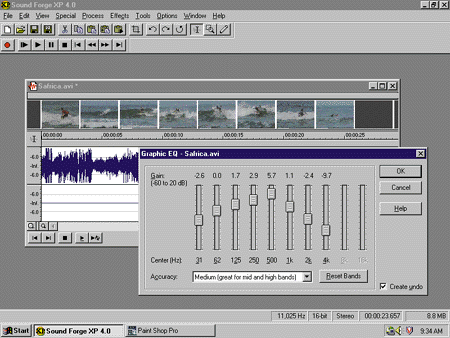 Sound Forge XP 4.0
File Edit View Special Process Effects Tools Options Window Help
Safrica.avi *
00:00:00 00:00:05 00:00:10 00:00:15 00:00:20 00:00:25
-6.0
-6.0
-6.0
-6.0
Graphic EQ - Safrica.avi
Gain: -2.6 0.0 1.7 2.9 5.7 1.1 -2.4 -9.7
(-60 to 20 dB)
OK
Cancel
Help
Center (Hz): 31 62 125 250 500 1k 2k 4k 8k 16k
Accuracy: Medium (great for mid and high bands) Reset Bands
Create undo
11,025 Hz 16-bit Stereo 00:00:23.657 8.8 MB
Start Sound Forge XP 4.0 Paint Shop Pro 9:34 AM